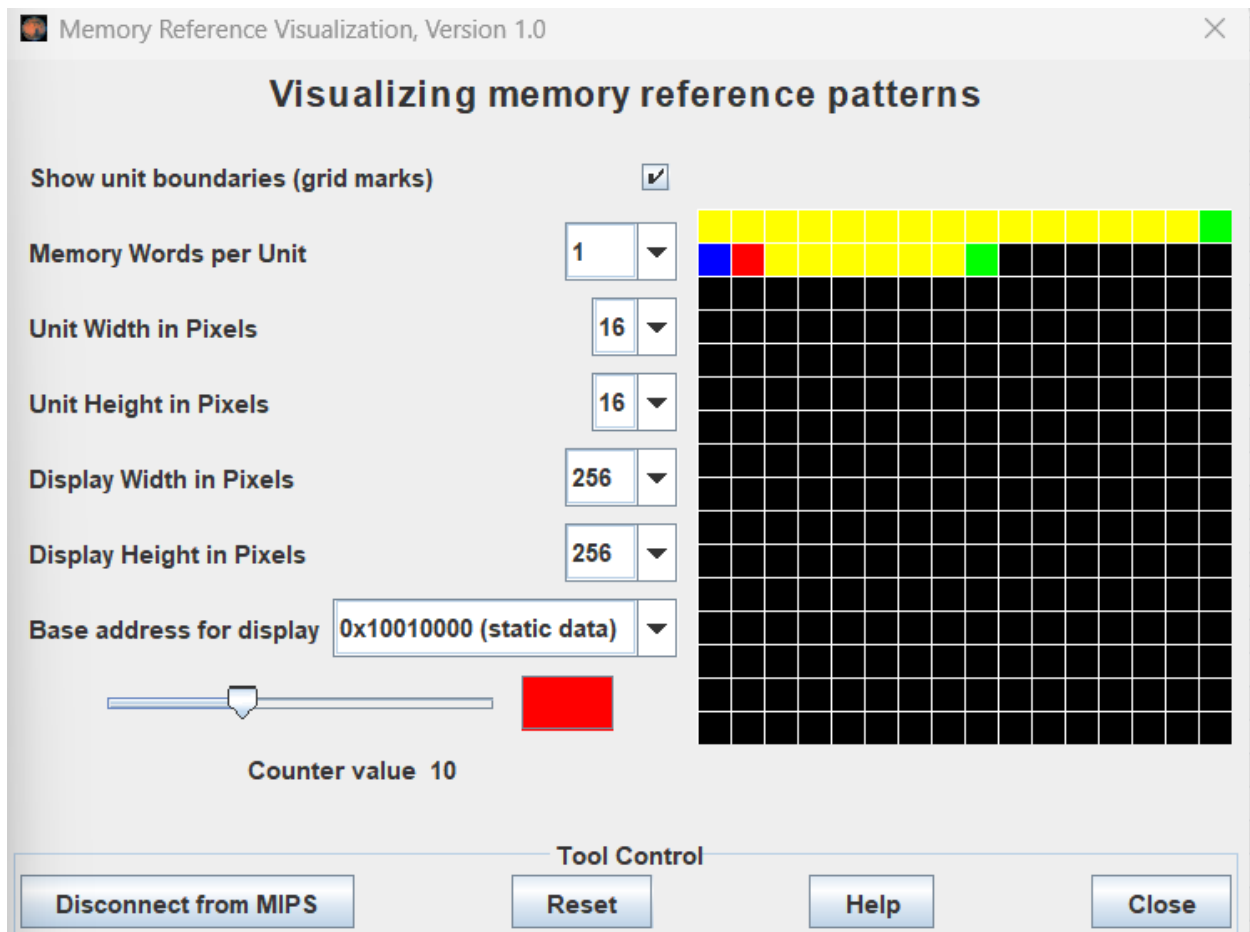 Memory Reference Visualization, Version 1.0
Visualizing memory reference patterns
Show unit boundaries (grid marks)
Memory Words per Unit 1
Unit Width in Pixels 16
Unit Height in Pixels 16
Display Width in Pixels 256
Display Height in Pixels 256
Base address for display 0x10010000 (static data)
Counter value 10
Tool Control
Disconnect from MIPS Reset Help Close